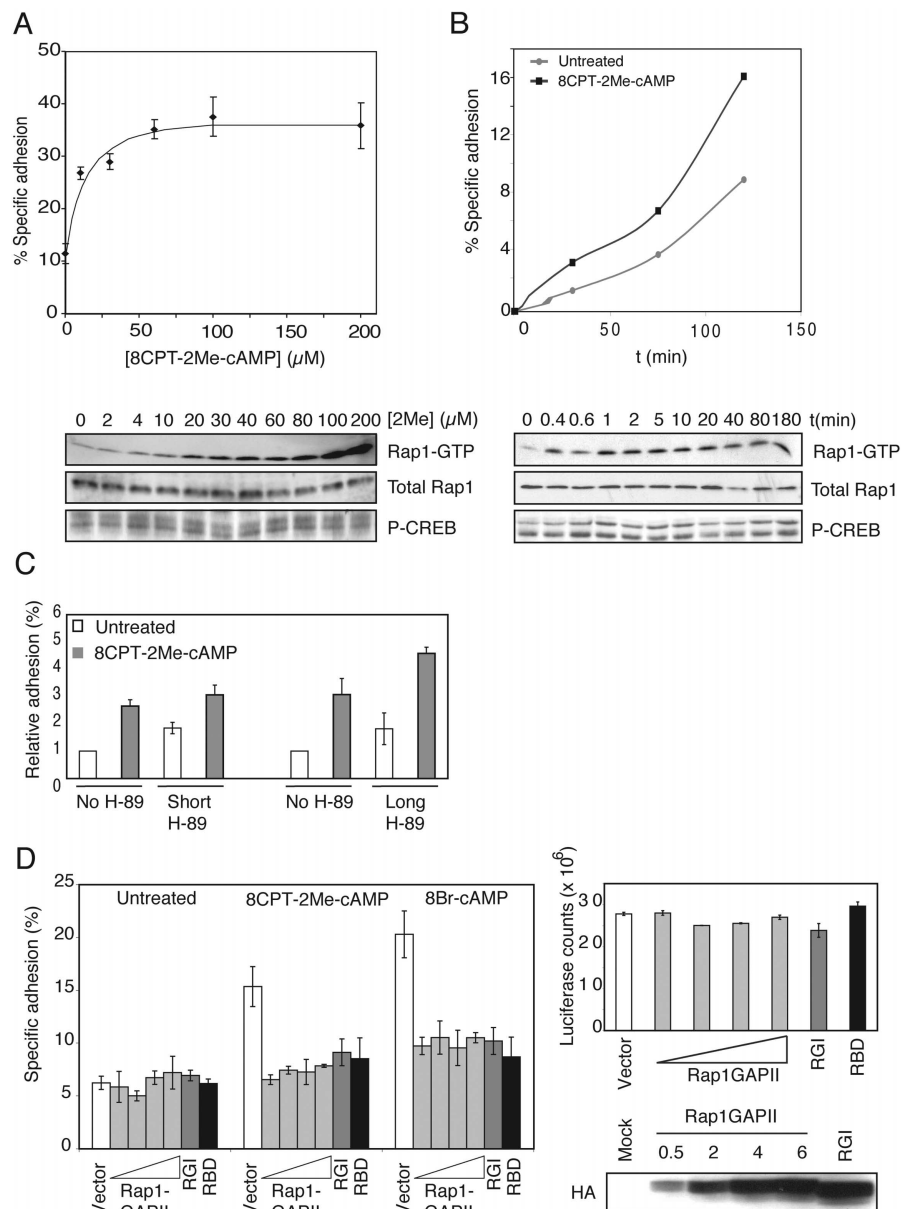 A
50
40
30
20
10
0
% Specific adhesion
0 50 100 150 200
[8CPT-2Me-cAMP] (µM)
0 2 4 10 20 30 40 60 80 100 200 [2Me] (µM)
Rap1-GTP
Total Rap1
P-CREB
B
Untreated
8CPT-2Me-cAMP
16
12
8
4
0
% Specific adhesion
0 50 100 150
t (min)
0 0.4 0.6 1 2 5 10 20 40 80 180 t(min)
Rap1-GTP
Total Rap1
P-CREB
C
6
5
4
3
2
1
0
Relative adhesion (%)
Untreated
8CPT-2Me-cAMP
No H-89
Short
H-89
No H-89
Long
H-89
D
25
20
15
10
5
0
Specific adhesion (%)
Untreated
8CPT-2Me-cAMP
8Br-cAMP
Vector
Rap1-
GAPII
RGI
RBD
Vector
Rap1-
GAPII
RGI
RBD
Vector
Rap1-
GAPII
RGI
RBD
Luciferase counts (x 10⁶)
30
20
10
0
Vector
Rap1GAPII
RGI
RBD
Mock
Rap1GAPII
0.5 2 4 6
RGI
HA